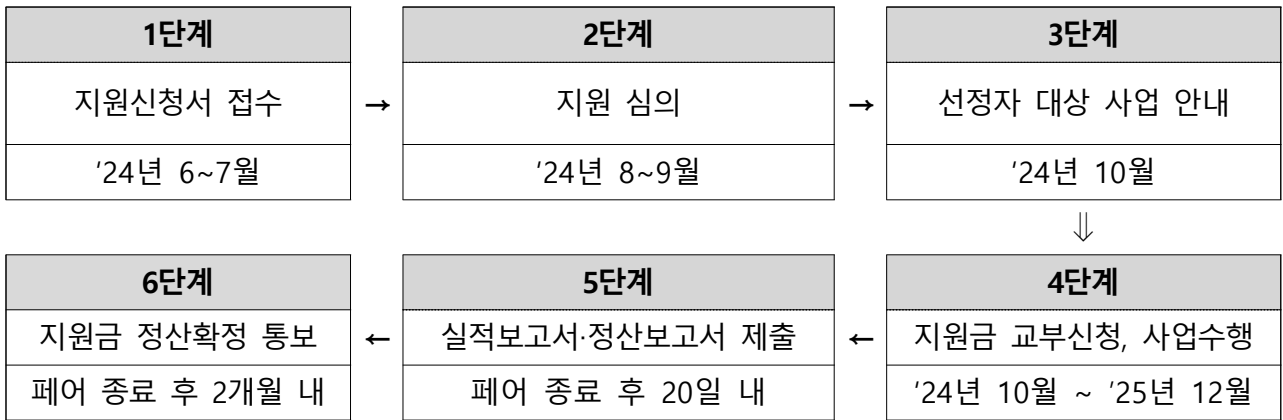 1단계
지원신청서 접수
'24년 6~7월
→
2단계
지원 심의
'24년 8~9월
→
3단계
선정자 대상 사업 안내
'24년 10월
⇓
4단계
지원금 교부신청, 사업수행
'24년 10월 ~ '25년 12월
←
5단계
실적보고서·정산보고서 제출
페어 종료 후 20일 내
←
6단계
지원금 정산확정 통보
페어 종료 후 2개월 내